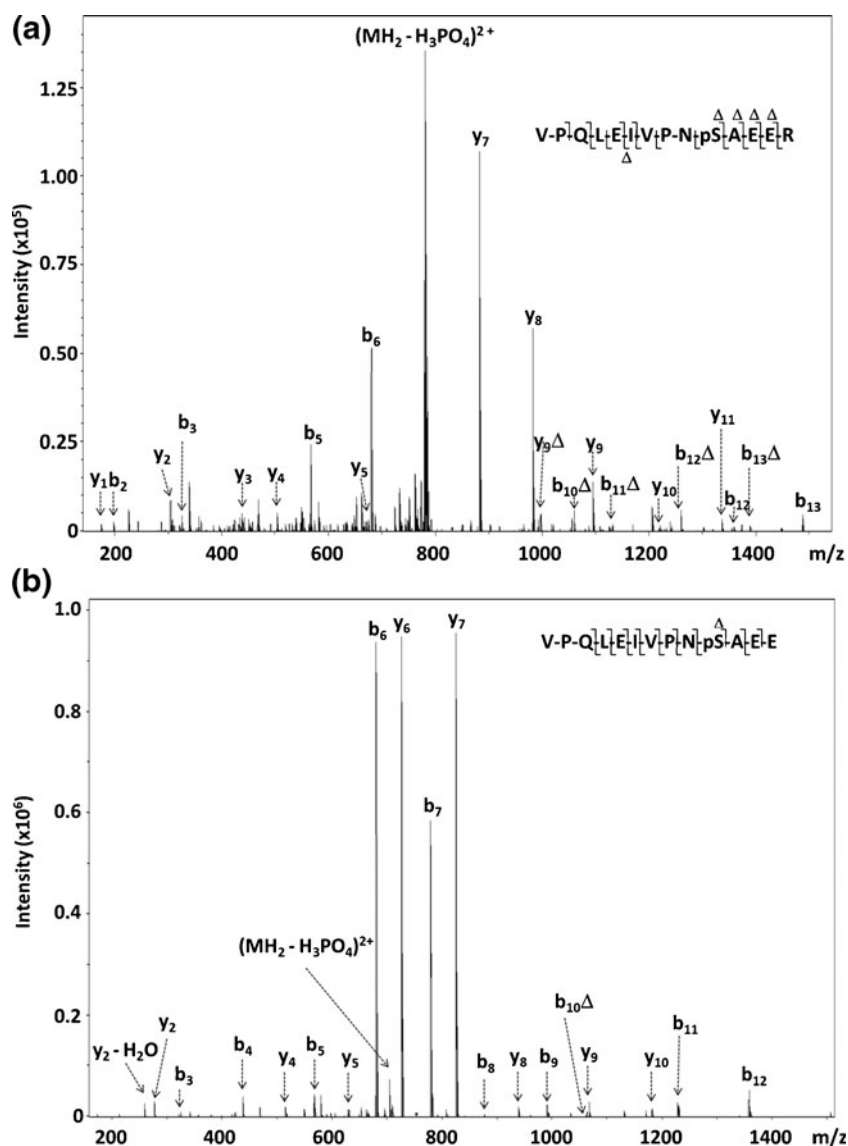 (a)
(MH₂ - H₃PO₄)²⁺
1.25
Δ Δ Δ Δ
V-P-Q-L-E-I-V-P-N-pS-A-E-E-R
Δ
y₇
1.00
Intensity (x10⁵)
0.75
y₈
b₆
0.50
b₃
b₅
y₉Δ
y₉
y₁₁
b₁₂Δ
b₁₃Δ
0.25
y₁ b₂
y₂
y₃
y₄
y₅
b₁₀Δ
b₁₁Δ
y₁₀
b₁₂
b₁₃
0
200 400 600 800 1000 1200 1400 m/z
(b)
1.0
b₆ y₆ y₇
Δ
V-P-Q-L-E-I-V-P-N-pS-A-E-E
0.8
Intensity (x10⁶)
0.6
b₇
0.4
(MH₂ - H₃PO₄)²⁺
0.2
y₂ - H₂O
y₂
b₃
b₄
y₄
b₅
y₅
b₈
y₈
b₉
b₁₀Δ
y₉
y₁₀
b₁₁
b₁₂
0
200 400 600 800 1000 1200 1400 m/z